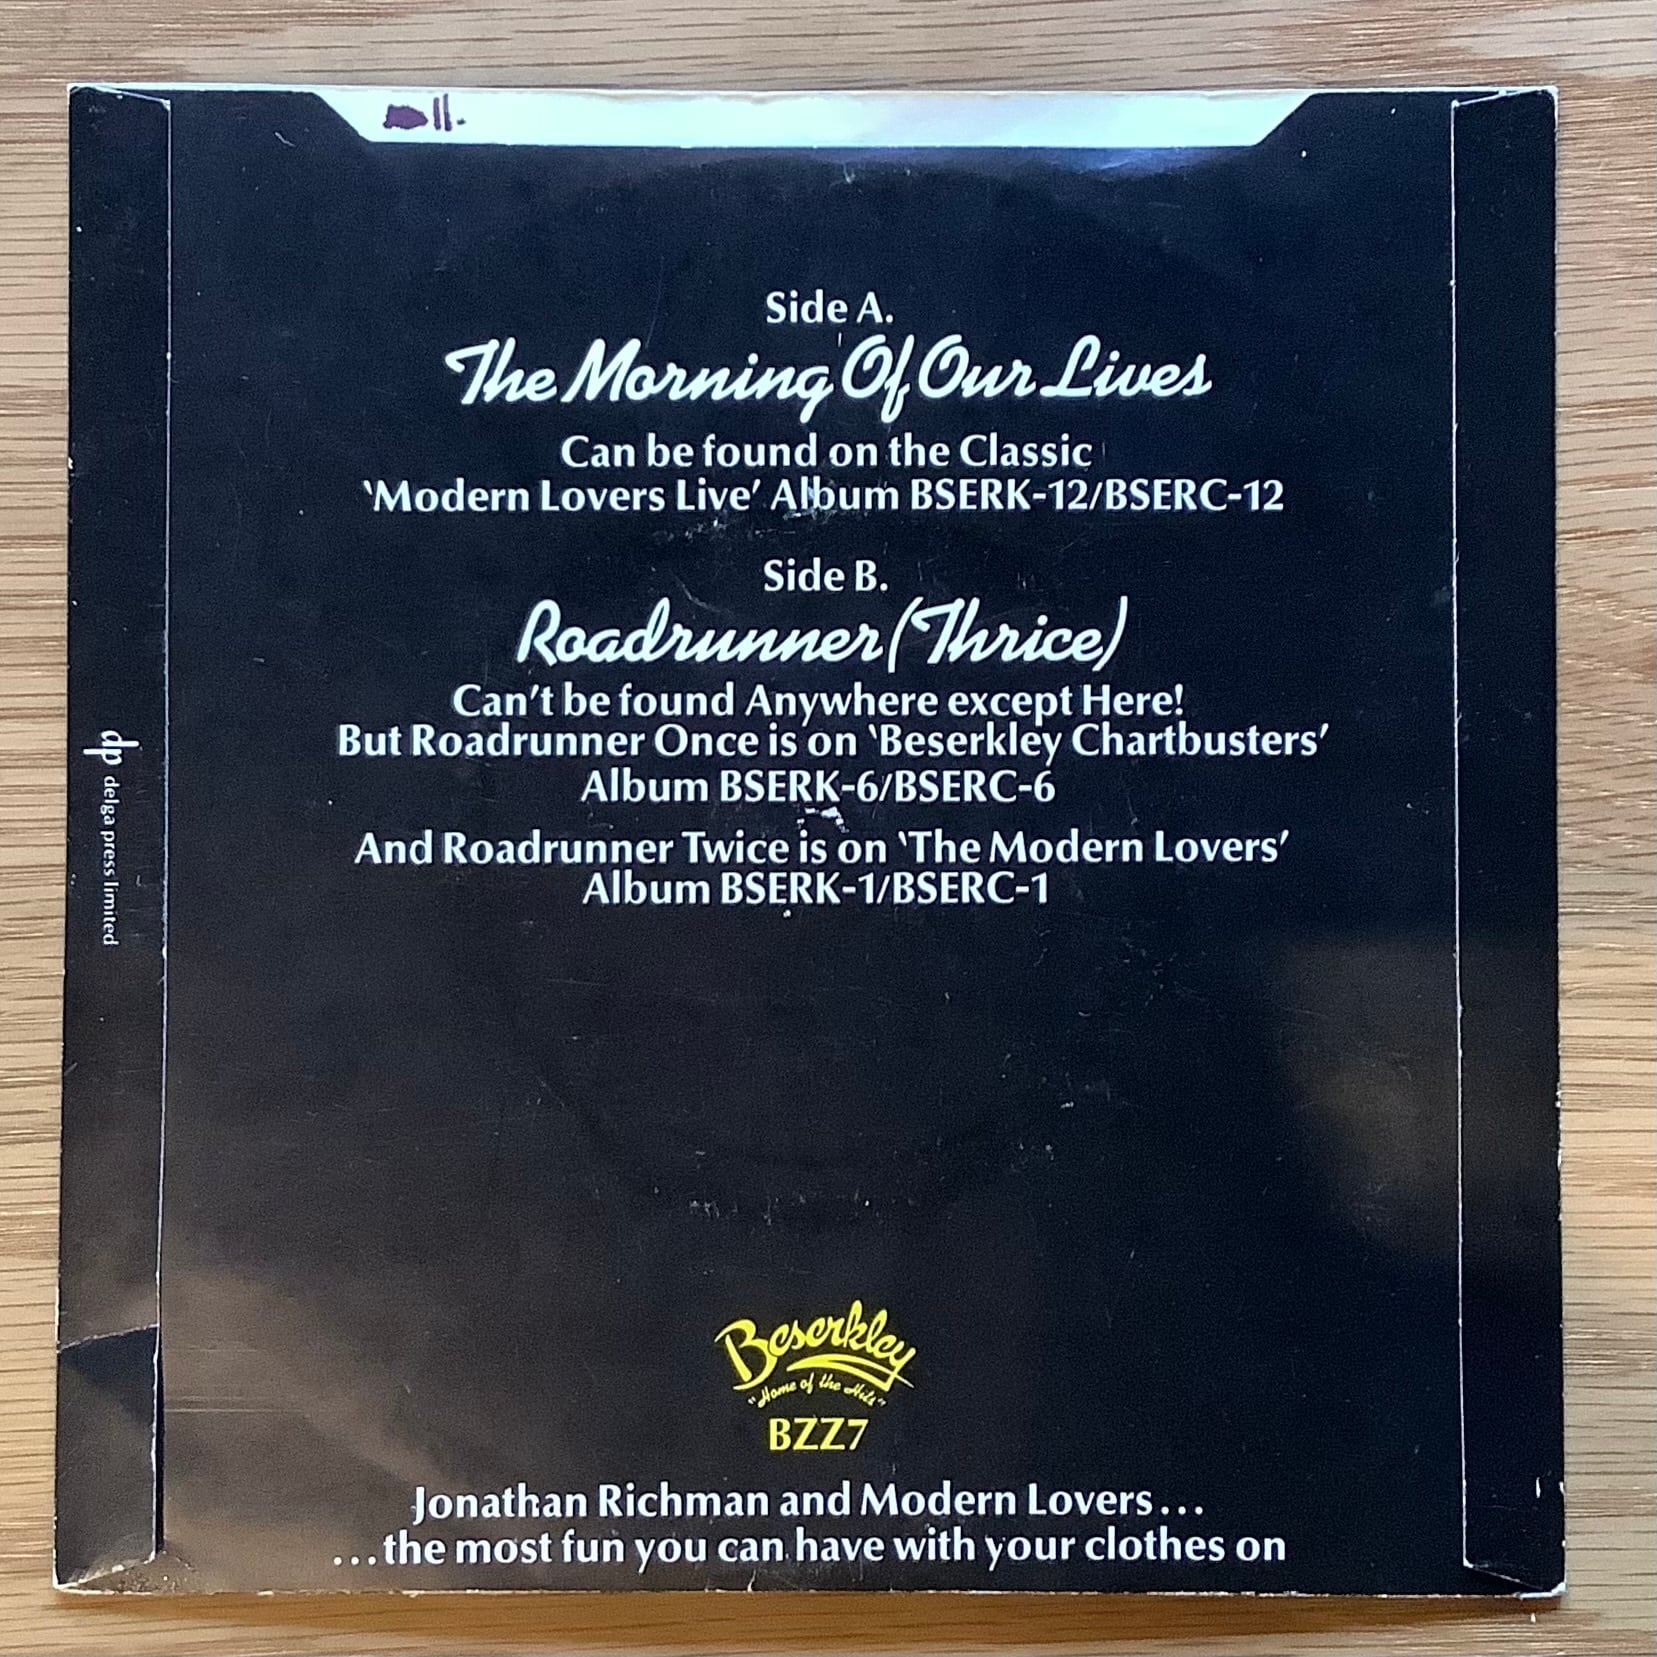 Side A.
The Morning Of Our Lives
Can be found on the Classic
‘Modern Lovers Live’ Album BSERK-12/BSERC-12
Side B.
Roadrunner (Thrice)
Can't be found Anywhere except Here!
But Roadrunner Once is on ‘Beserkley Chartbusters’
Album BSERK-6/BSERC-6
And Roadrunner Twice is on ‘The Modern Lovers’
Album BSERK-1/BSERC-1
dp delga press limited
Beserkley
"Home of the Hits"
BZZ7
Jonathan Richman and Modern Lovers...
...the most fun you can have with your clothes on